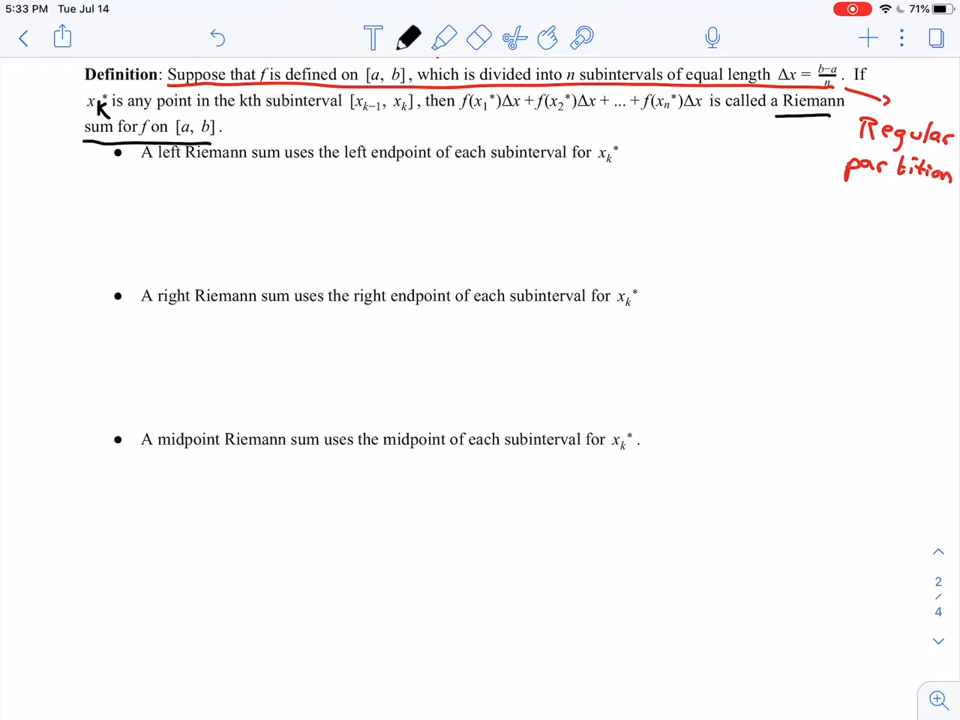 5:33 PM Tue Jul 14 71%
Definition: Suppose that f is defined on [a, b], which is divided into n subintervals of equal length Δx = (b−a)/n. If
xₖ* is any point in the kth subinterval [xₖ₋₁, xₖ], then f(x₁*)Δx + f(x₂*)Δx + ... + f(xₙ*)Δx is called a Riemann
sum for f on [a, b].
Regular
partition
● A left Riemann sum uses the left endpoint of each subinterval for xₖ*
● A right Riemann sum uses the right endpoint of each subinterval for xₖ*
● A midpoint Riemann sum uses the midpoint of each subinterval for xₖ*.
2
/
4